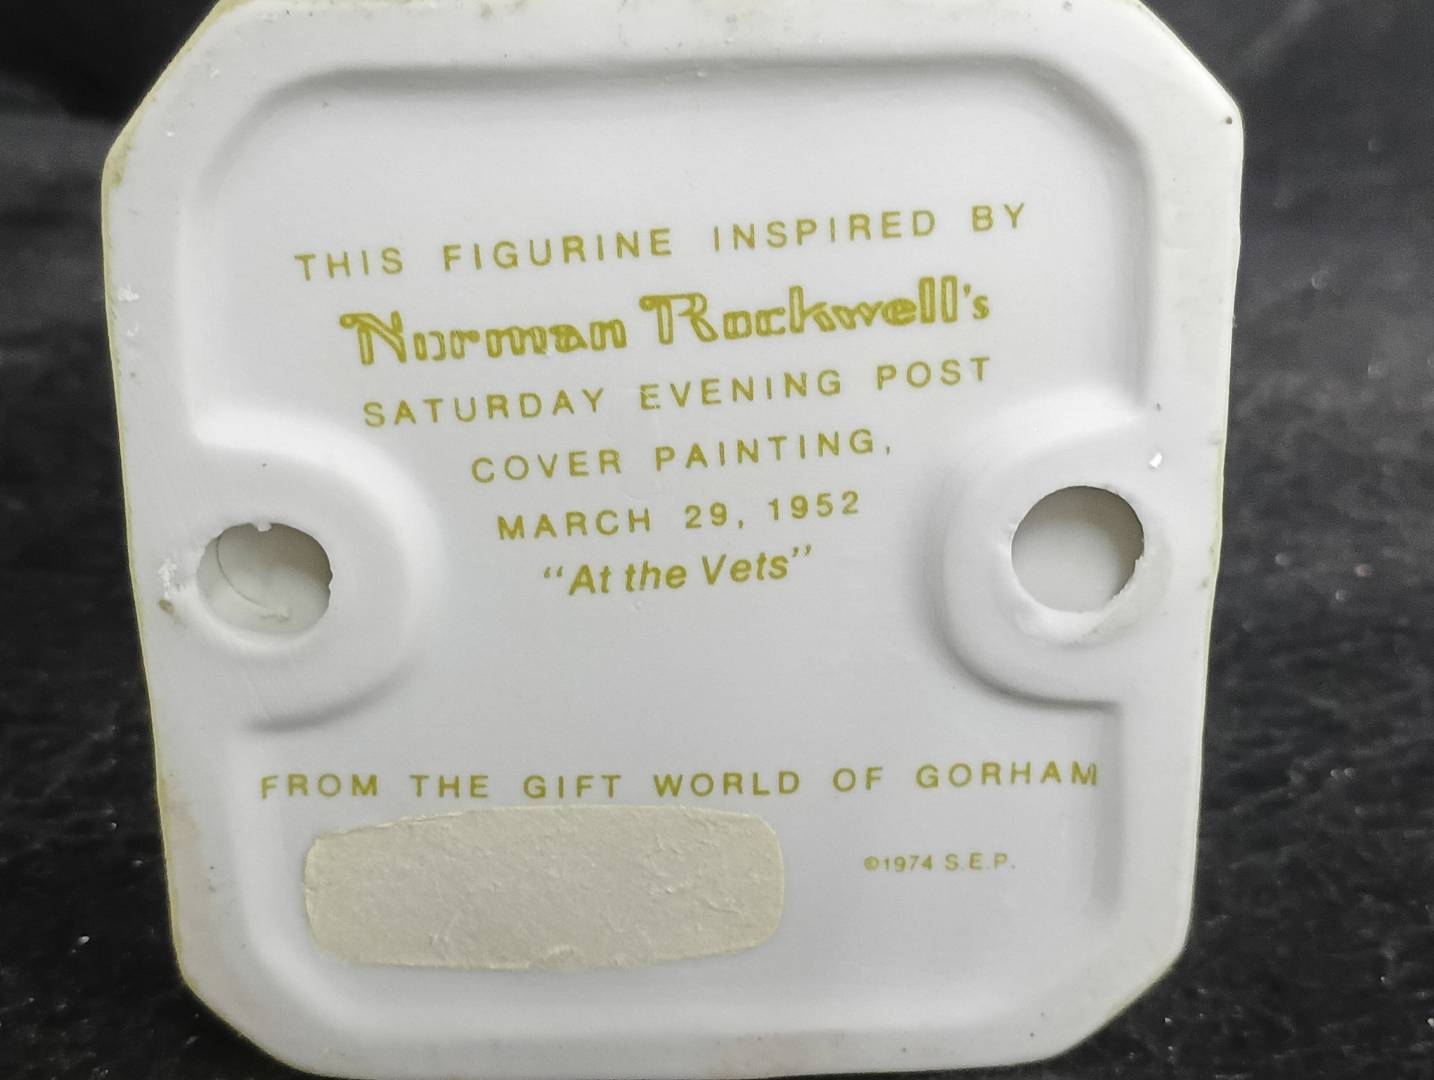 THIS FIGURINE INSPIRED BY
Norman Rockwell's
SATURDAY EVENING POST
COVER PAINTING,
MARCH 29, 1952
“At the Vets”
FROM THE GIFT WORLD OF GORHAM
©1974 S.E.P.